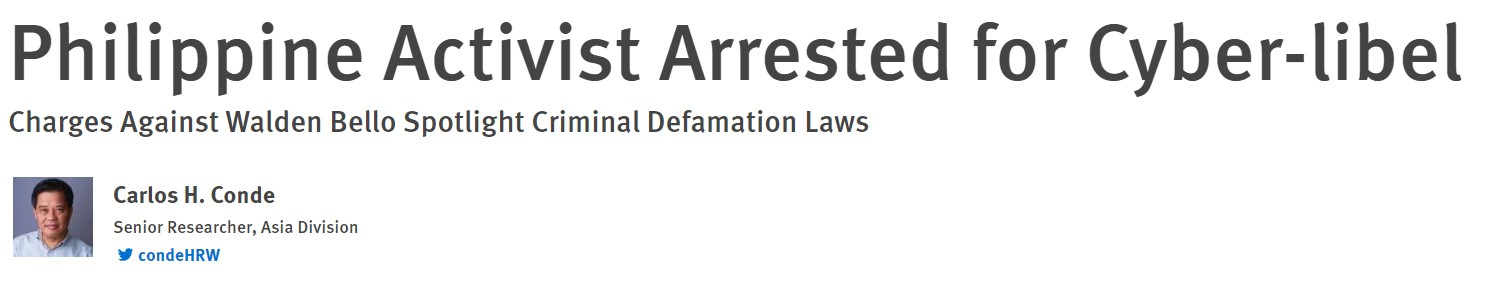 Philippine Activist Arrested for Cyber-libel
Charges Against Walden Bello Spotlight Criminal Defamation Laws
Carlos H. Conde
Senior Researcher, Asia Division
condeHRW